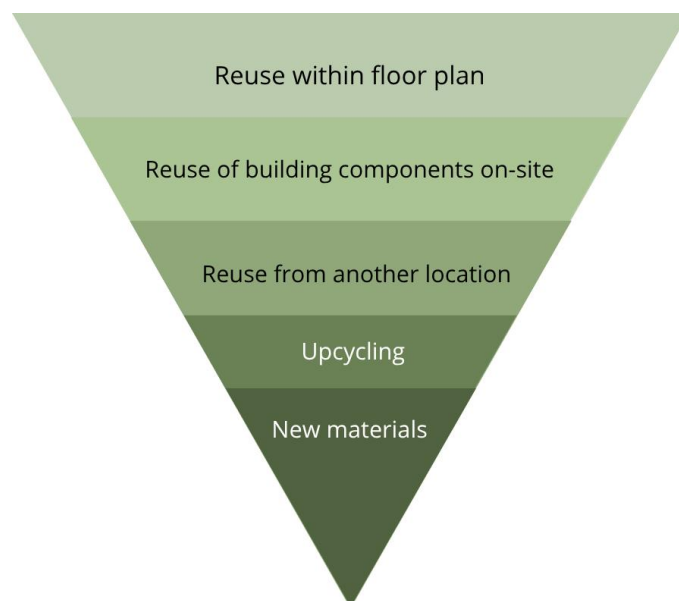 Reuse within floor plan
Reuse of building components on-site
Reuse from another location
Upcycling
New materials